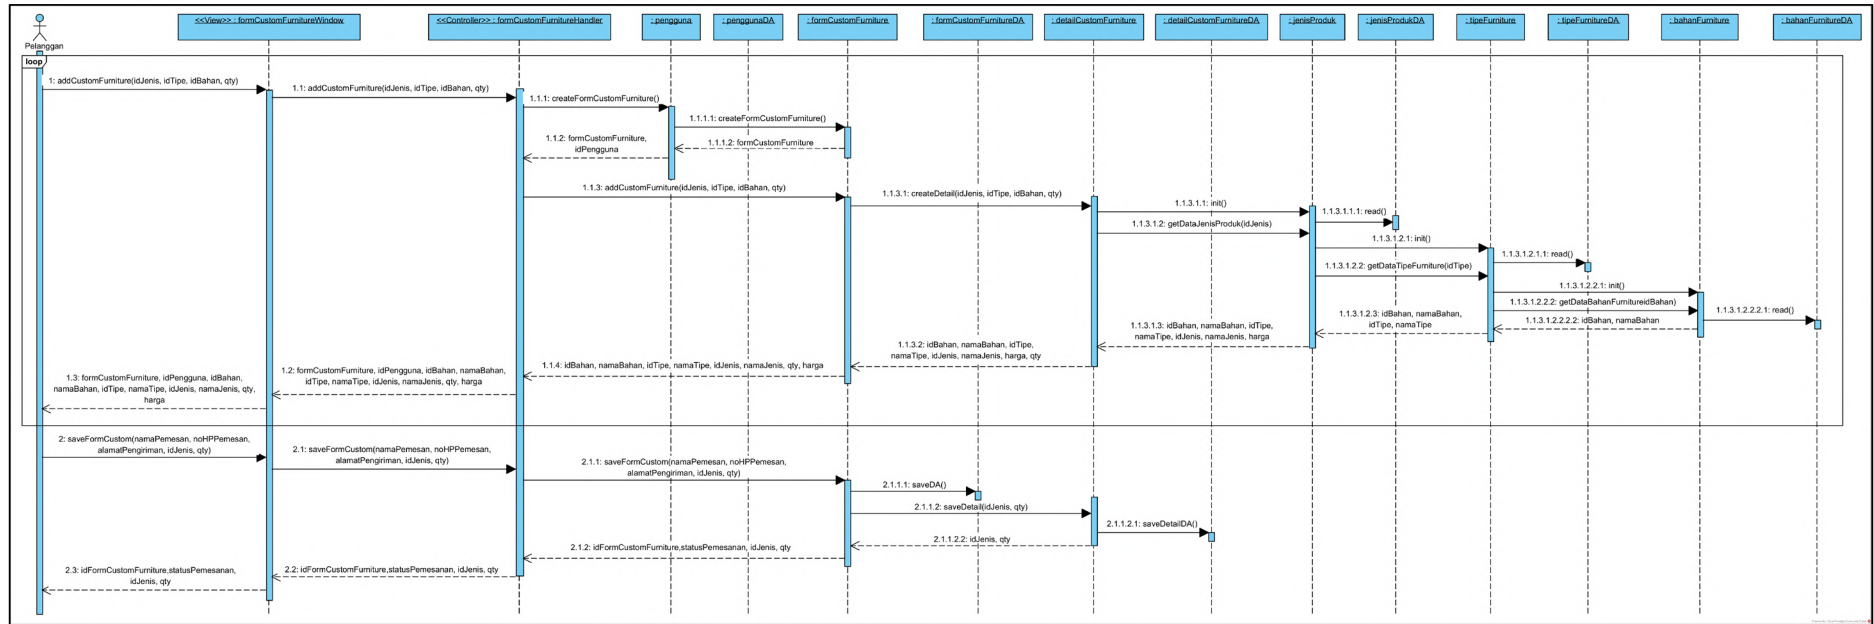 <<View>> : formCustomFurnitureWindow
<<Controller>> : formCustomFurnitureHandler
: pengguna
: penggunaDA
: formCustomFurniture
: formCustomFurnitureDA
: detailCustomFurniture
: detailCustomFurnitureDA
: jenisProduk
: jenisProdukDA
: tipeFurniture
: tipeFurnitureDA
: bahanFurniture
: bahanFurnitureDA
Pelanggan
loop
1: addCustomFurniture(idJenis, idTipe, idBahan, qty)
1.1: addCustomFurniture(idJenis, idTipe, idBahan, qty)
1.1.1: createFormCustomFurniture()
1.1.1.1: createFormCustomFurniture()
1.1.1.2: formCustomFurniture
1.1.2: formCustomFurniture,
idPengguna
1.1.3: addCustomFurniture(idJenis, idTipe, idBahan, qty)
1.1.3.1: createDetail(idJenis, idTipe, idBahan, qty)
1.1.3.1.1: init()
1.1.3.1.1.1: read()
1.1.3.1.2: getDataJenisProduk(idJenis)
1.1.3.1.2.1: init()
1.1.3.1.2.1.1: read()
1.1.3.1.2.2: getDataTipeFurniture(idTipe)
1.1.3.1.2.2.1: init()
1.1.3.1.2.2.2: getDataBahanFurnitureidBahan)
1.1.3.1.2.2.2.1: read()
1.1.3.1.2.2.2.2: idBahan, namaBahan
1.1.3.1.2.3: idBahan, namaBahan,
idTipe, namaTipe
1.1.3.1.3: idBahan, namaBahan, idTipe,
namaTipe, idJenis, namaJenis, harga
1.1.3.2: idBahan, namaBahan, idTipe,
namaTipe, idJenis, namaJenis, harga, qty
1.1.4: idBahan, namaBahan, idTipe, namaTipe, idJenis, namaJenis, qty, harga
1.2: formCustomFurniture, idPengguna, idBahan, namaBahan,
idTipe, namaTipe, idJenis, namaJenis, qty, harga
1.3: formCustomFurniture, idPengguna, idBahan,
namaBahan, idTipe, namaTipe, idJenis, namaJenis, qty,
harga
2: saveFormCustom(namaPemesan, noHPPemesan,
alamatPengiriman, idJenis, qty)
2.1: saveFormCustom(namaPemesan, noHPPemesan,
alamatPengiriman, idJenis, qty)
2.1.1: saveFormCustom(namaPemesan, noHPPemesan,
alamatPengiriman, idJenis, qty)
2.1.1.1: saveDA()
2.1.1.2: saveDetail(idJenis, qty)
2.1.1.2.1: saveDetailDA()
2.1.1.2.2: idJenis, qty
2.1.2: idFormCustomFurniture,statusPemesanan, idJenis, qty
2.2: idFormCustomFurniture,statusPemesanan, idJenis, qty
2.3: idFormCustomFurniture,statusPemesanan,
idJenis, qty